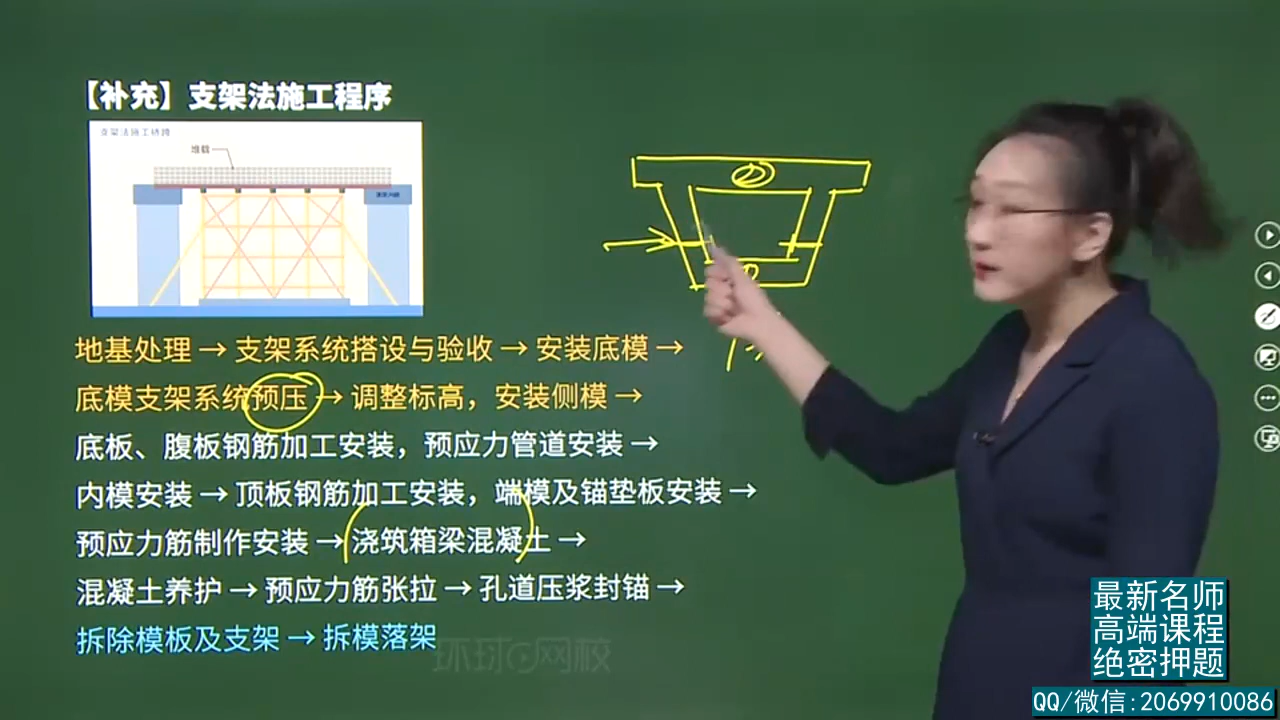 【补充】支架法施工程序
支架法施工桥跨
堆载
地基处理 → 支架系统搭设与验收 → 安装底模 →
底模支架系统预压 → 调整标高，安装侧模 →
底板、腹板钢筋加工安装，预应力管道安装 →
内模安装 → 顶板钢筋加工安装，端模及锚垫板安装 →
预应力筋制作安装 → 浇筑箱梁混凝土 →
混凝土养护 → 预应力筋张拉 → 孔道压浆封锚 →
拆除模板及支架 → 拆模落架
环球网校
②
最新名师
高端课程
绝密押题
QQ/微信:2069910086